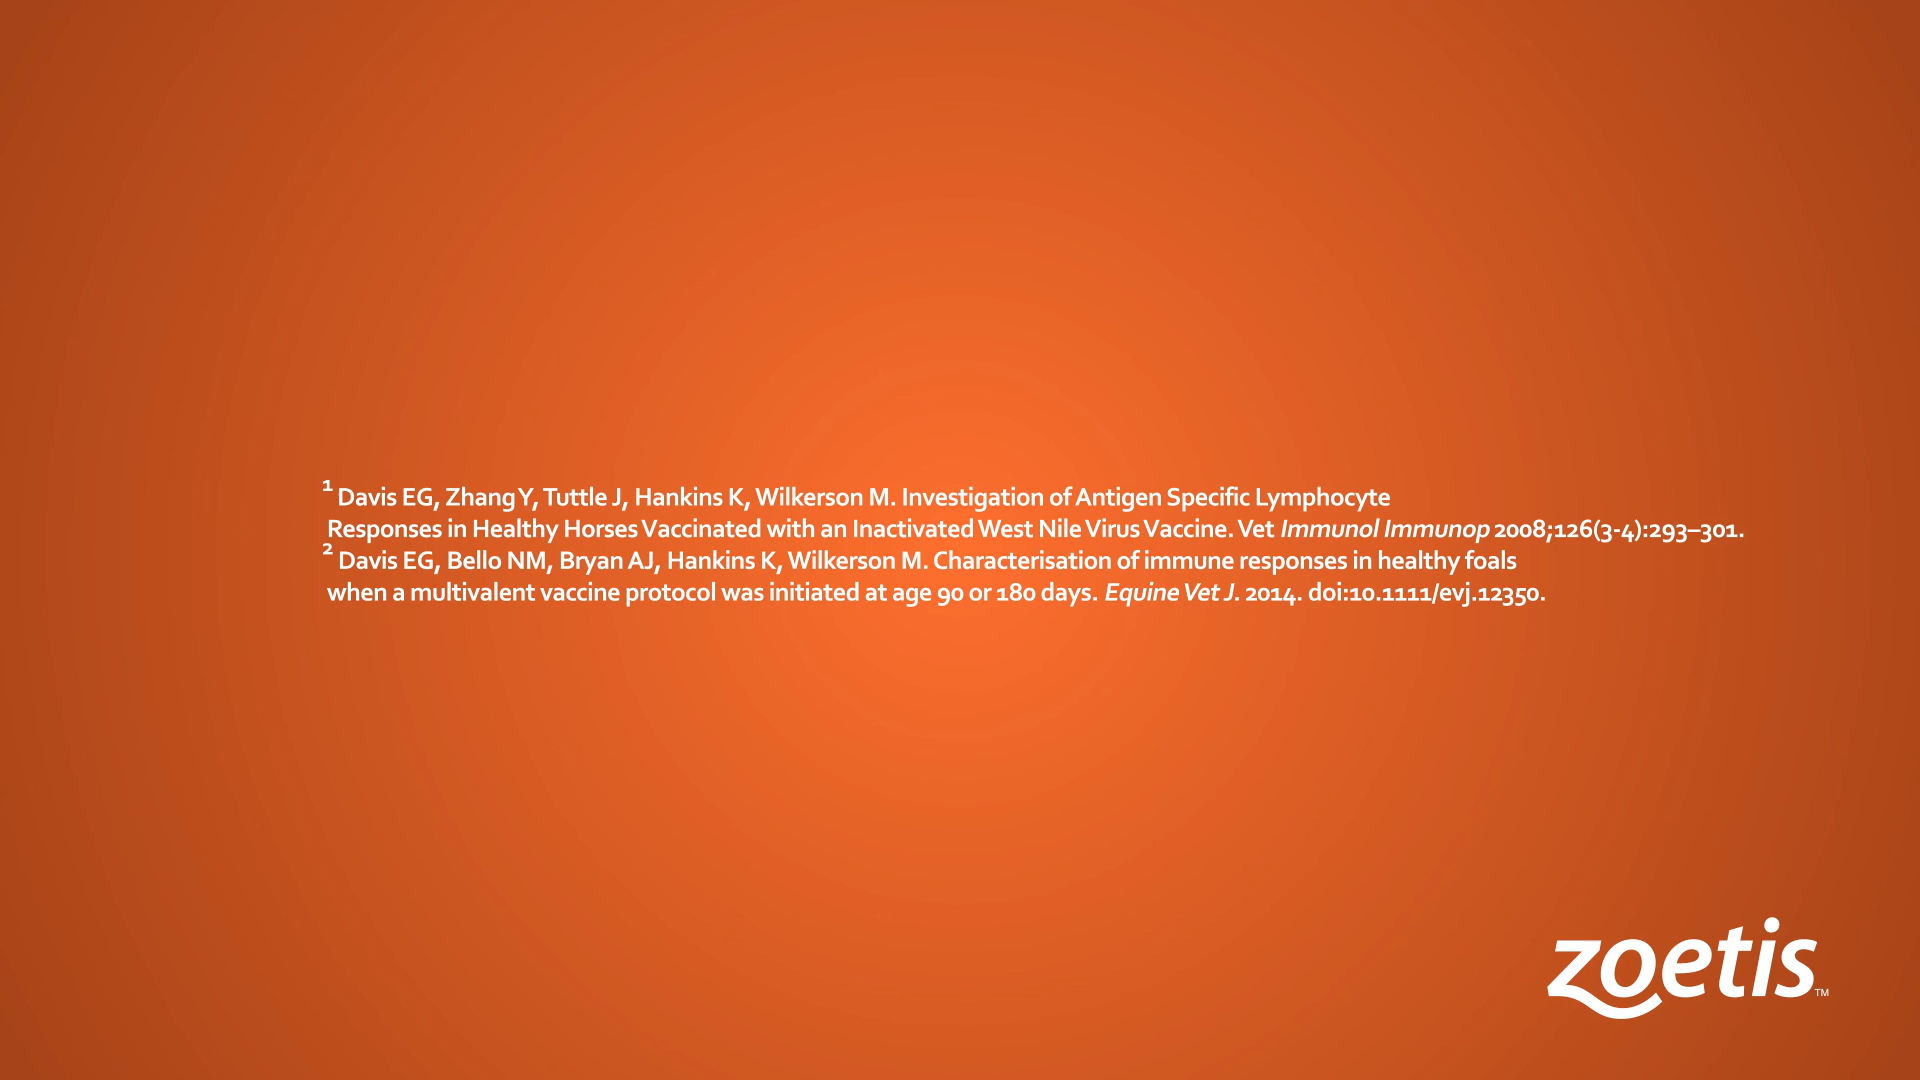 1 Davis EG, Zhang Y, Tuttle J, Hankins K, Wilkerson M. Investigation of Antigen Specific Lymphocyte
Responses in Healthy Horses Vaccinated with an Inactivated West Nile Virus Vaccine. Vet Immunol Immunop 2008;126(3-4):293–301.
2 Davis EG, Bello NM, Bryan AJ, Hankins K, Wilkerson M. Characterisation of immune responses in healthy foals
when a multivalent vaccine protocol was initiated at age 90 or 180 days. Equine Vet J. 2014. doi:10.1111/evj.12350.
zoetis™